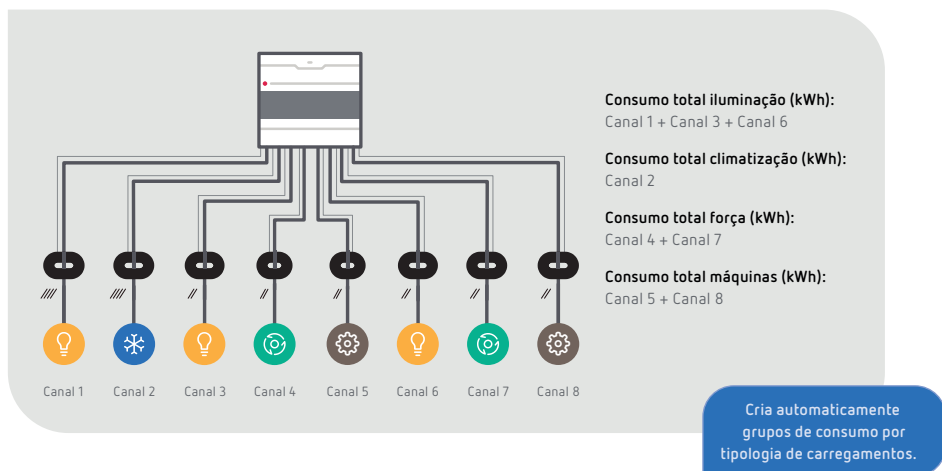 Consumo total iluminação (kWh):
Canal 1 + Canal 3 + Canal 6
Consumo total climatização (kWh):
Canal 2
Consumo total força (kWh):
Canal 4 + Canal 7
Consumo total máquinas (kWh):
Canal 5 + Canal 8
Canal 1 Canal 2 Canal 3 Canal 4 Canal 5 Canal 6 Canal 7 Canal 8
Cria automaticamente
grupos de consumo por
tipologia de carregamentos.